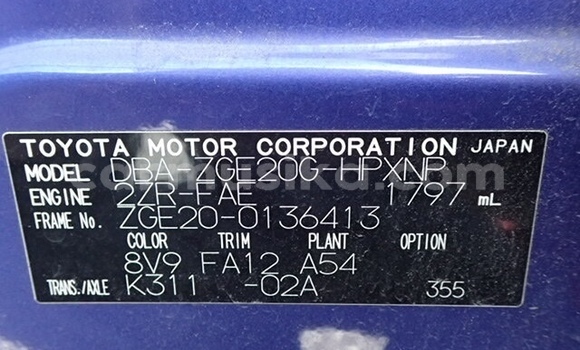 TOYOTA MOTOR CORPORATION JAPAN
MODEL DBA-ZGE20G-HPXNP
ENGINE 2ZR-FAE 1797 mL
FRAME No. ZGE20-0136413
COLOR TRIM PLANT OPTION
8V9 FA12 A54
TRANS./AXLE K311 -02A 355